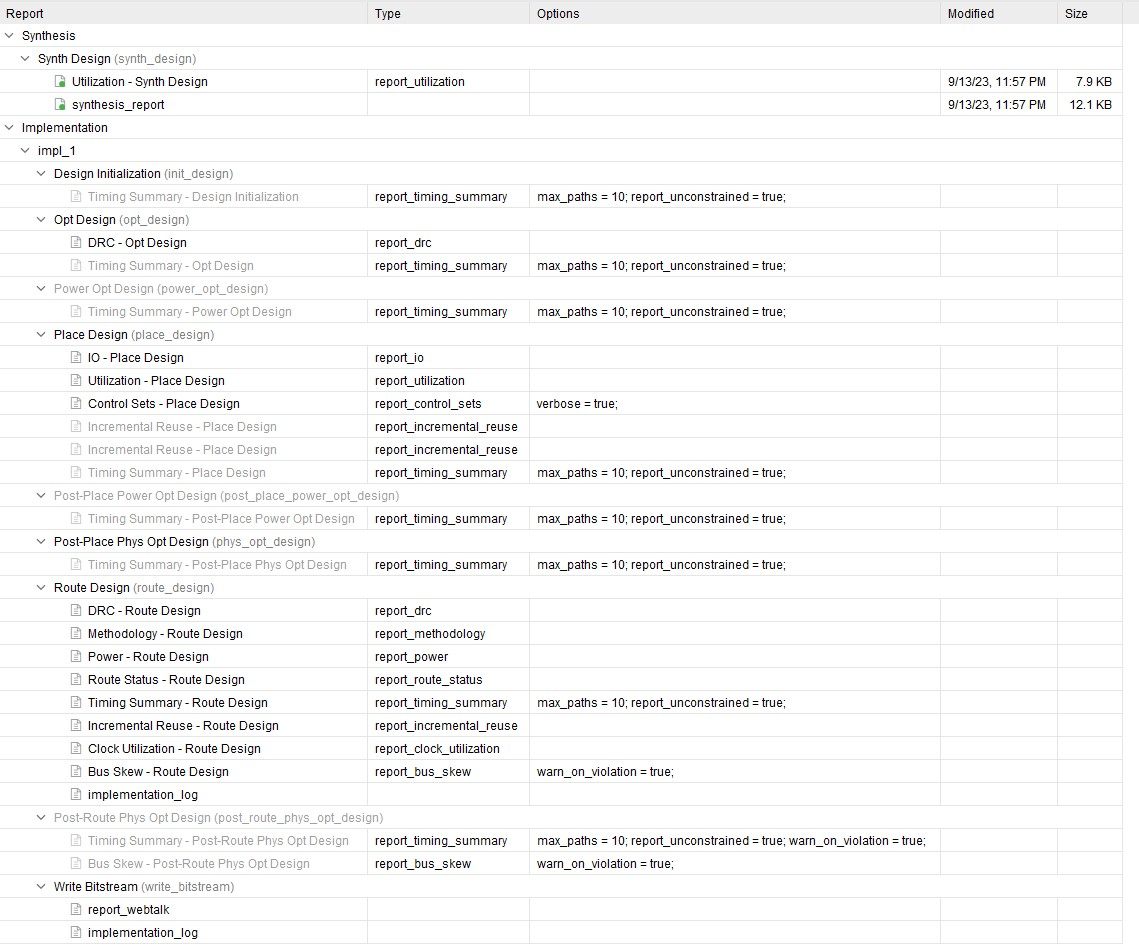 Report Type Options Modified Size
Synthesis
Synth Design (synth_design)
Utilization - Synth Design report_utilization 9/13/23, 11:57 PM 7.9 KB
synthesis_report 9/13/23, 11:57 PM 12.1 KB
Implementation
impl_1
Design Initialization (init_design)
Timing Summary - Design Initialization report_timing_summary max_paths = 10; report_unconstrained = true;
Opt Design (opt_design)
DRC - Opt Design report_drc
Timing Summary - Opt Design report_timing_summary max_paths = 10; report_unconstrained = true;
Power Opt Design (power_opt_design)
Timing Summary - Power Opt Design report_timing_summary max_paths = 10; report_unconstrained = true;
Place Design (place_design)
IO - Place Design report_io
Utilization - Place Design report_utilization
Control Sets - Place Design report_control_sets verbose = true;
Incremental Reuse - Place Design report_incremental_reuse
Incremental Reuse - Place Design report_incremental_reuse
Timing Summary - Place Design report_timing_summary max_paths = 10; report_unconstrained = true;
Post-Place Power Opt Design (post_place_power_opt_design)
Timing Summary - Post-Place Power Opt Design report_timing_summary max_paths = 10; report_unconstrained = true;
Post-Place Phys Opt Design (phys_opt_design)
Timing Summary - Post-Place Phys Opt Design report_timing_summary max_paths = 10; report_unconstrained = true;
Route Design (route_design)
DRC - Route Design report_drc
Methodology - Route Design report_methodology
Power - Route Design report_power
Route Status - Route Design report_route_status
Timing Summary - Route Design report_timing_summary max_paths = 10; report_unconstrained = true;
Incremental Reuse - Route Design report_incremental_reuse
Clock Utilization - Route Design report_clock_utilization
Bus Skew - Route Design report_bus_skew warn_on_violation = true;
implementation_log
Post-Route Phys Opt Design (post_route_phys_opt_design)
Timing Summary - Post-Route Phys Opt Design report_timing_summary max_paths = 10; report_unconstrained = true; warn_on_violation = true;
Bus Skew - Post-Route Phys Opt Design report_bus_skew warn_on_violation = true;
Write Bitstream (write_bitstream)
report_webtalk
implementation_log